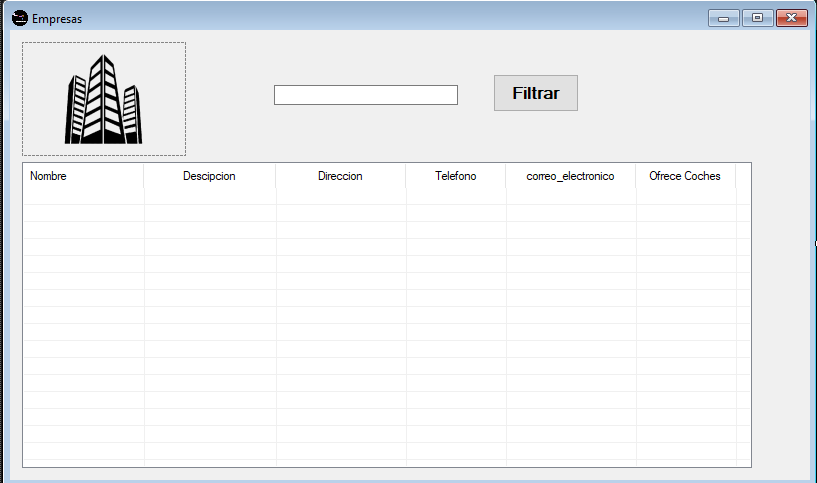 Empresas
Filtrar
Nombre Descipcion Direccion Telefono correo_electronico Ofrece Coches